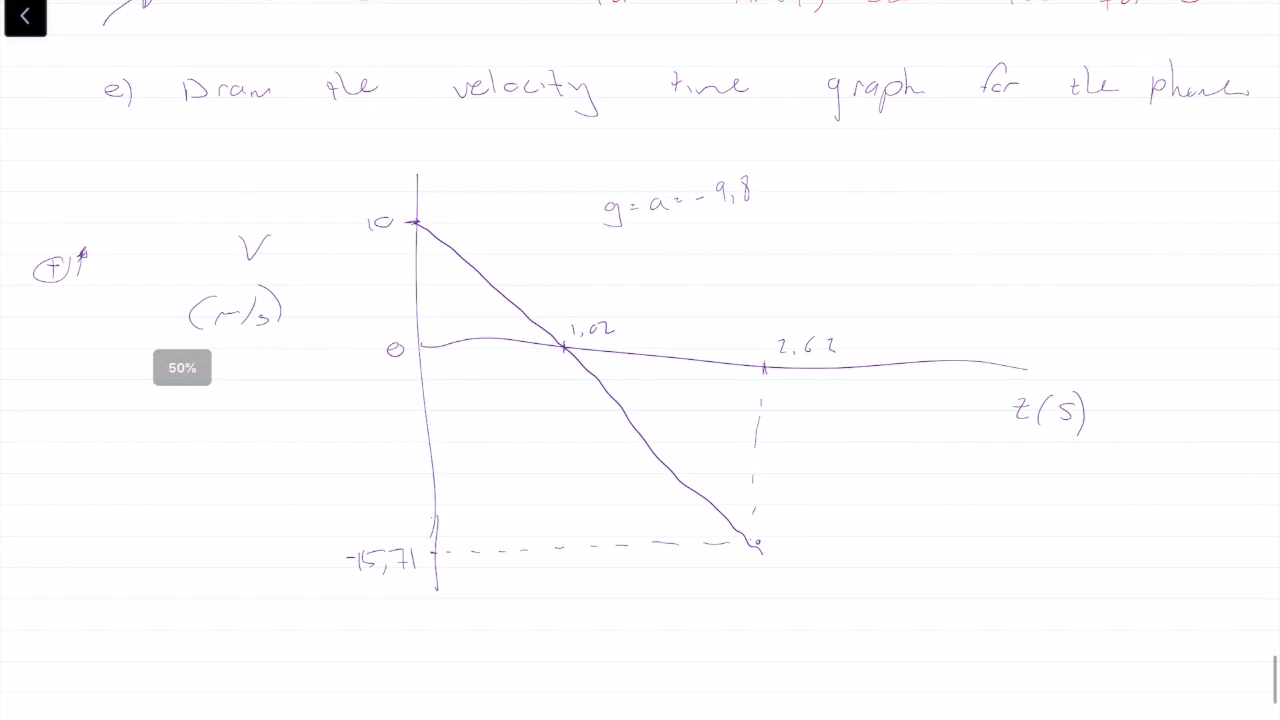 e) Draw the velocity time graph for the phone.
g = a = - 9,8
10
+
V
(m/s)
1,02
0
2,62
50%
t(s)
-15,71